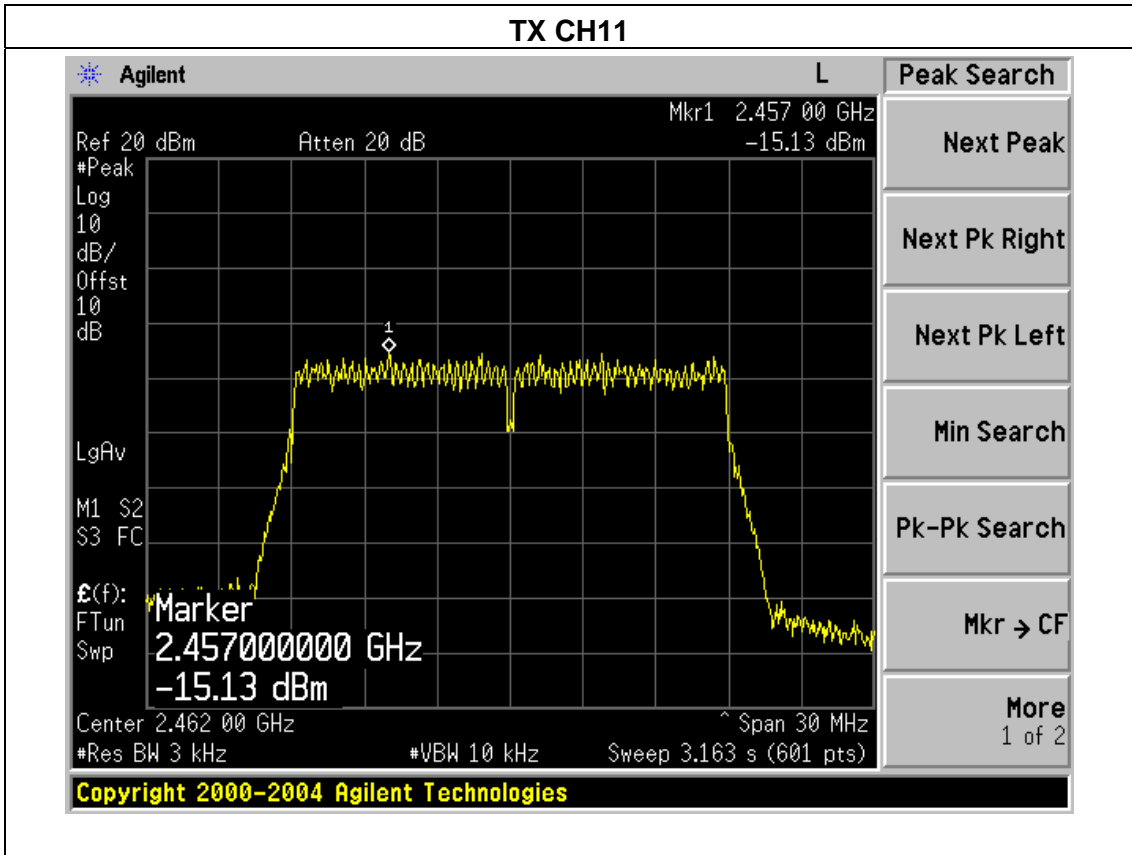 TX CH11
Agilent L Peak Search
Mkr1 2.457 00 GHz
Ref 20 dBm Atten 20 dB -15.13 dBm
#Peak
Log
10
dB/
Offst
10
dB
1
LgAv
M1 S2
S3 FC
£(f):
FTun
Swp
Marker
2.457000000 GHz
-15.13 dBm
Center 2.462 00 GHz ^ Span 30 MHz
#Res BW 3 kHz #VBW 10 kHz Sweep 3.163 s (601 pts)
Next Peak
Next Pk Right
Next Pk Left
Min Search
Pk-Pk Search
Mkr → CF
More
1 of 2
Copyright 2000-2004 Agilent Technologies